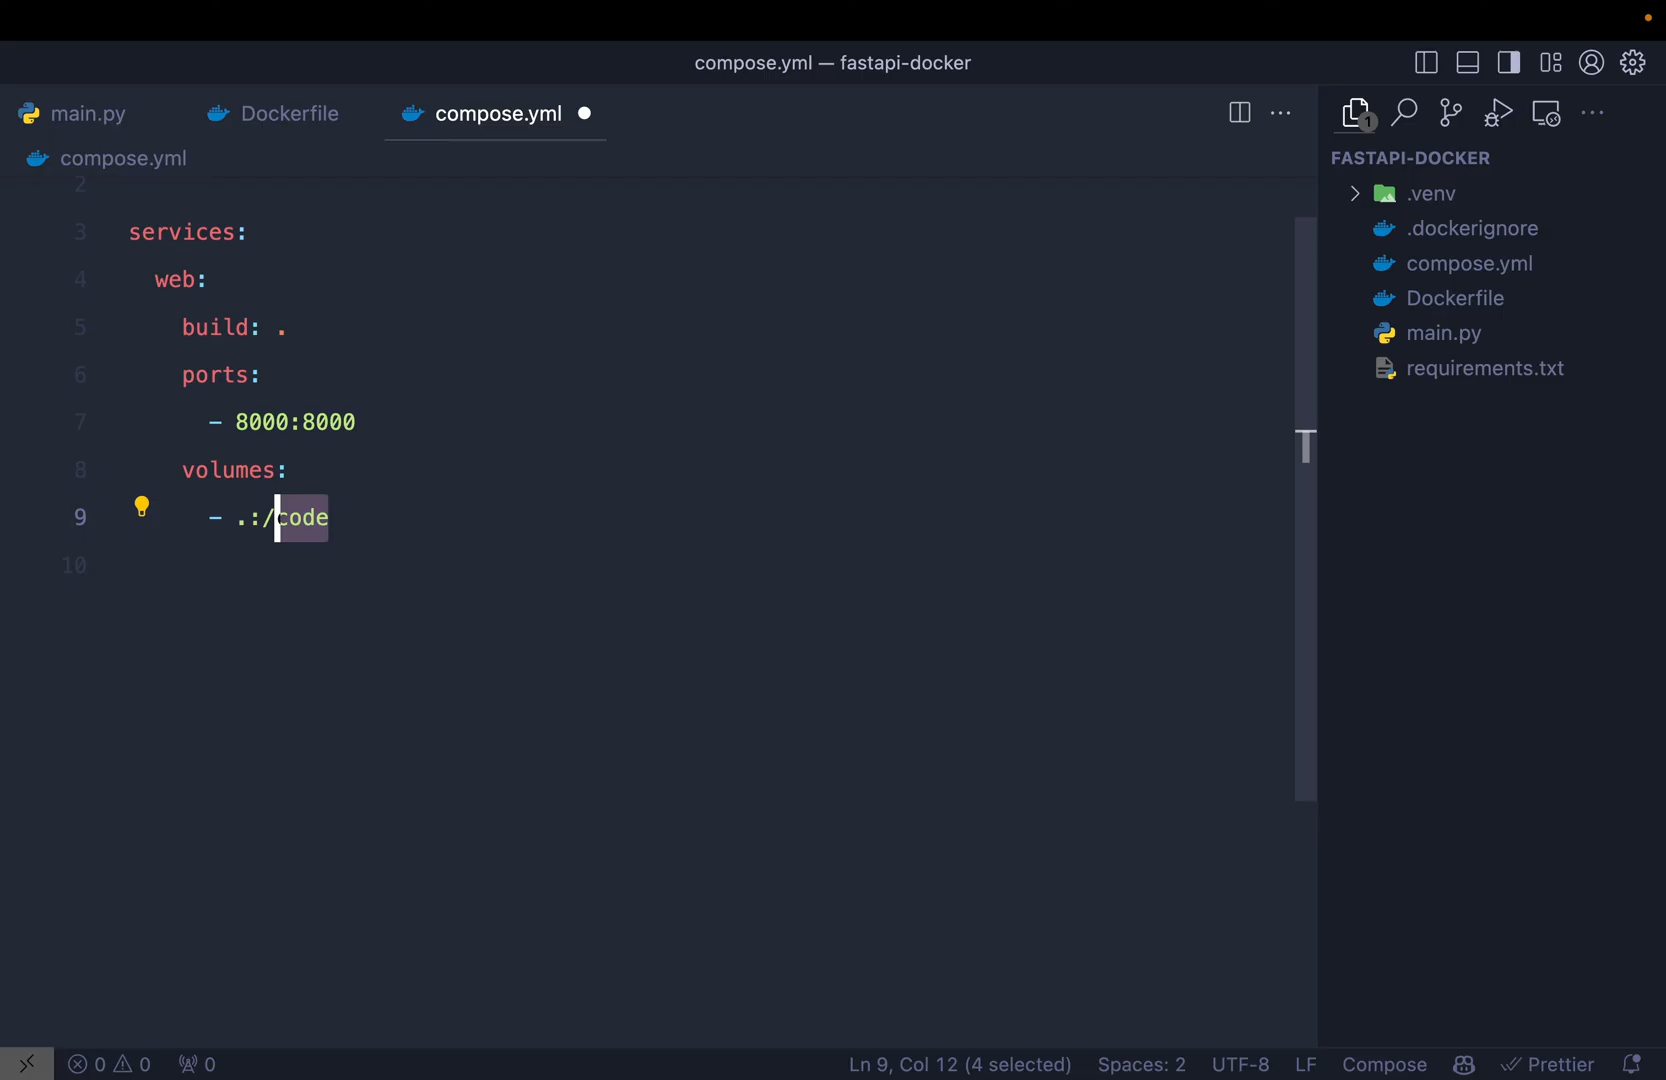 compose.yml — fastapi-docker
main.py
Dockerfile
compose.yml
compose.yml
2
3 services:
4 web:
5 build: .
6 ports:
7 - 8000:8000
8 volumes:
9 - .:/code
10
1
FASTAPI-DOCKER
.venv
.dockerignore
compose.yml
Dockerfile
main.py
requirements.txt
0 0 0 Ln 9, Col 12 (4 selected) Spaces: 2 UTF-8 LF Compose Prettier